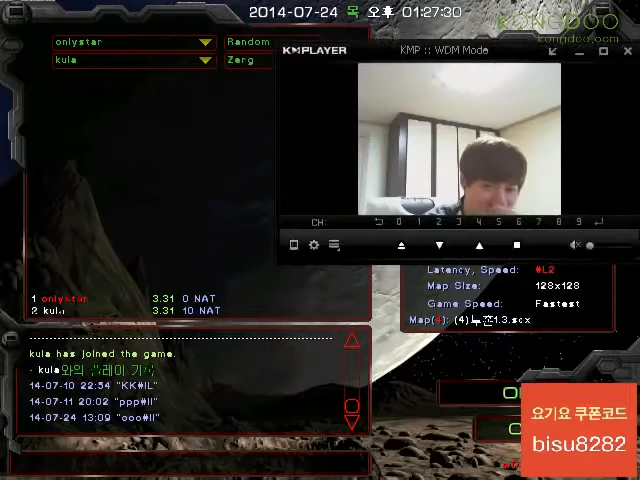 2014-07-24 목 오후 01:27:30
KONGDOO
kongdoo.com
onlystar Random
kula Zerg
KMPLAYER KMP :: WDM Mode
CH: 0 1 2 3 4 5 6 7 8 9
Latency, Speed: #L2
Map Size: 128x128
Game Speed: Fastest
Map(#): (4)투혼1.3.scx
1 onlystar 3.31 0 NAT
2 kula 3.31 10 NAT
kula has joined the game.
- kula와의 플레이 기록
14-07-10 22:54 "KK#IL"
14-07-11 20:02 "ppp#II"
14-07-24 13:09 "ooo#II"
요기요 쿠폰코드
bisu8282